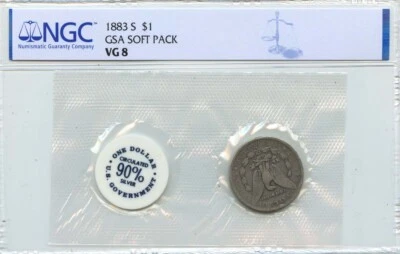 NGC
Numismatic Guaranty Company
1883 S $1
GSA SOFT PACK
VG 8
ONE DOLLAR
CIRCULATED
90%
SILVER
U.S. GOVERNMENT